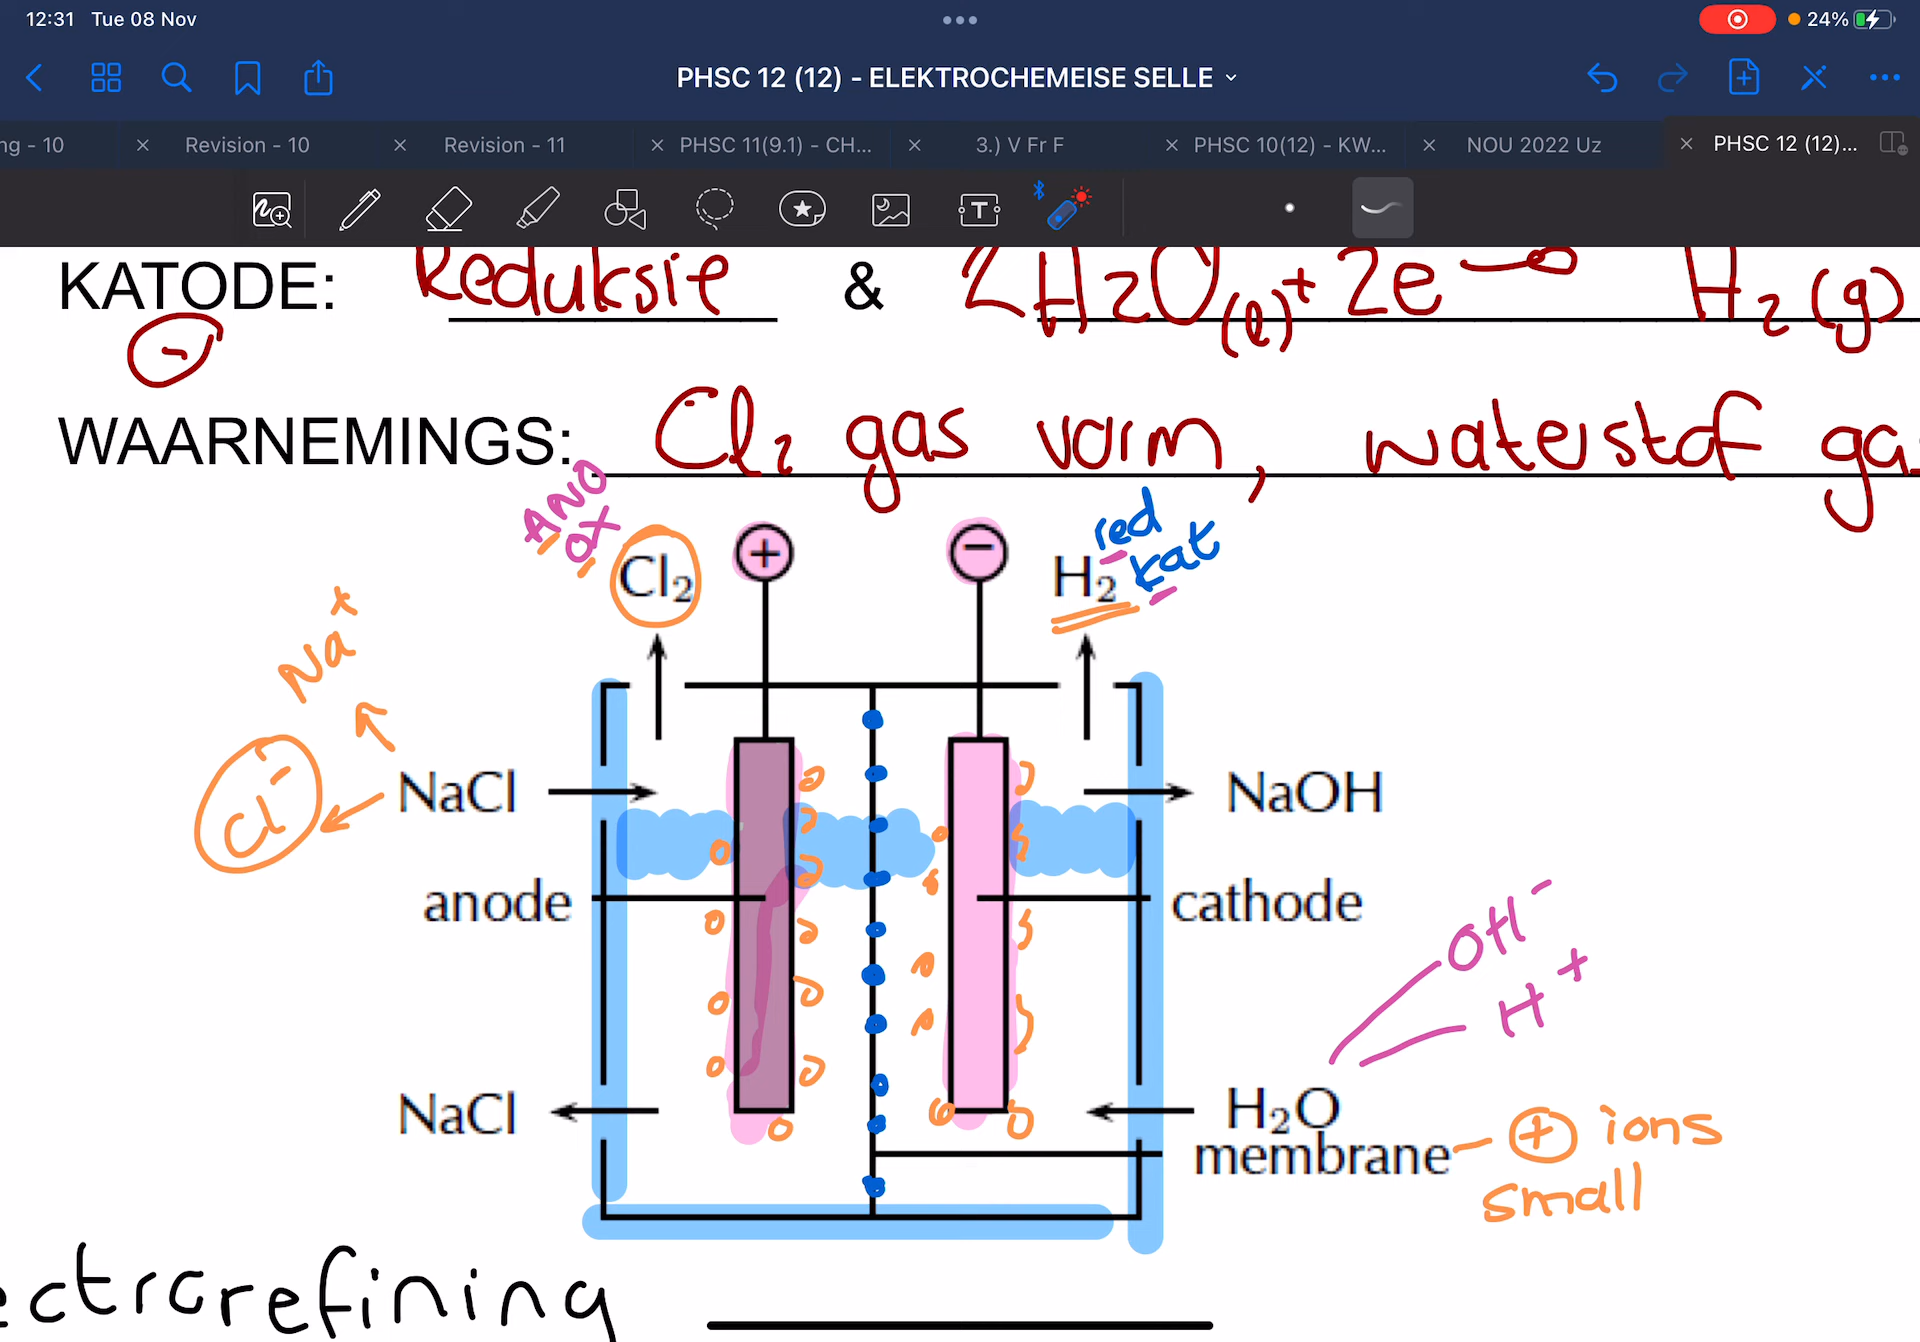 12:31 Tue 08 Nov
24%
PHSC 12 (12) - ELEKTROCHEMEISE SELLE
ng - 10
Revision - 10
Revision - 11
PHSC 11(9.1) - CH...
3.) V Fr F
PHSC 10(12) - KW...
NOU 2022 Uz
PHSC 12 (12)...
KATODE: Reduksie & 2H2O(l) + 2e → H2 (g)
-
WAARNEMINGS: Cl2 gas vorm, waterstof ga
ANO
OX
red
kat
Cl2
+
−
H2
Na+
Cl-
NaCl
NaOH
anode
cathode
OH-
H+
NaCl
H2O
membrane - + ions
small
ectrorefining